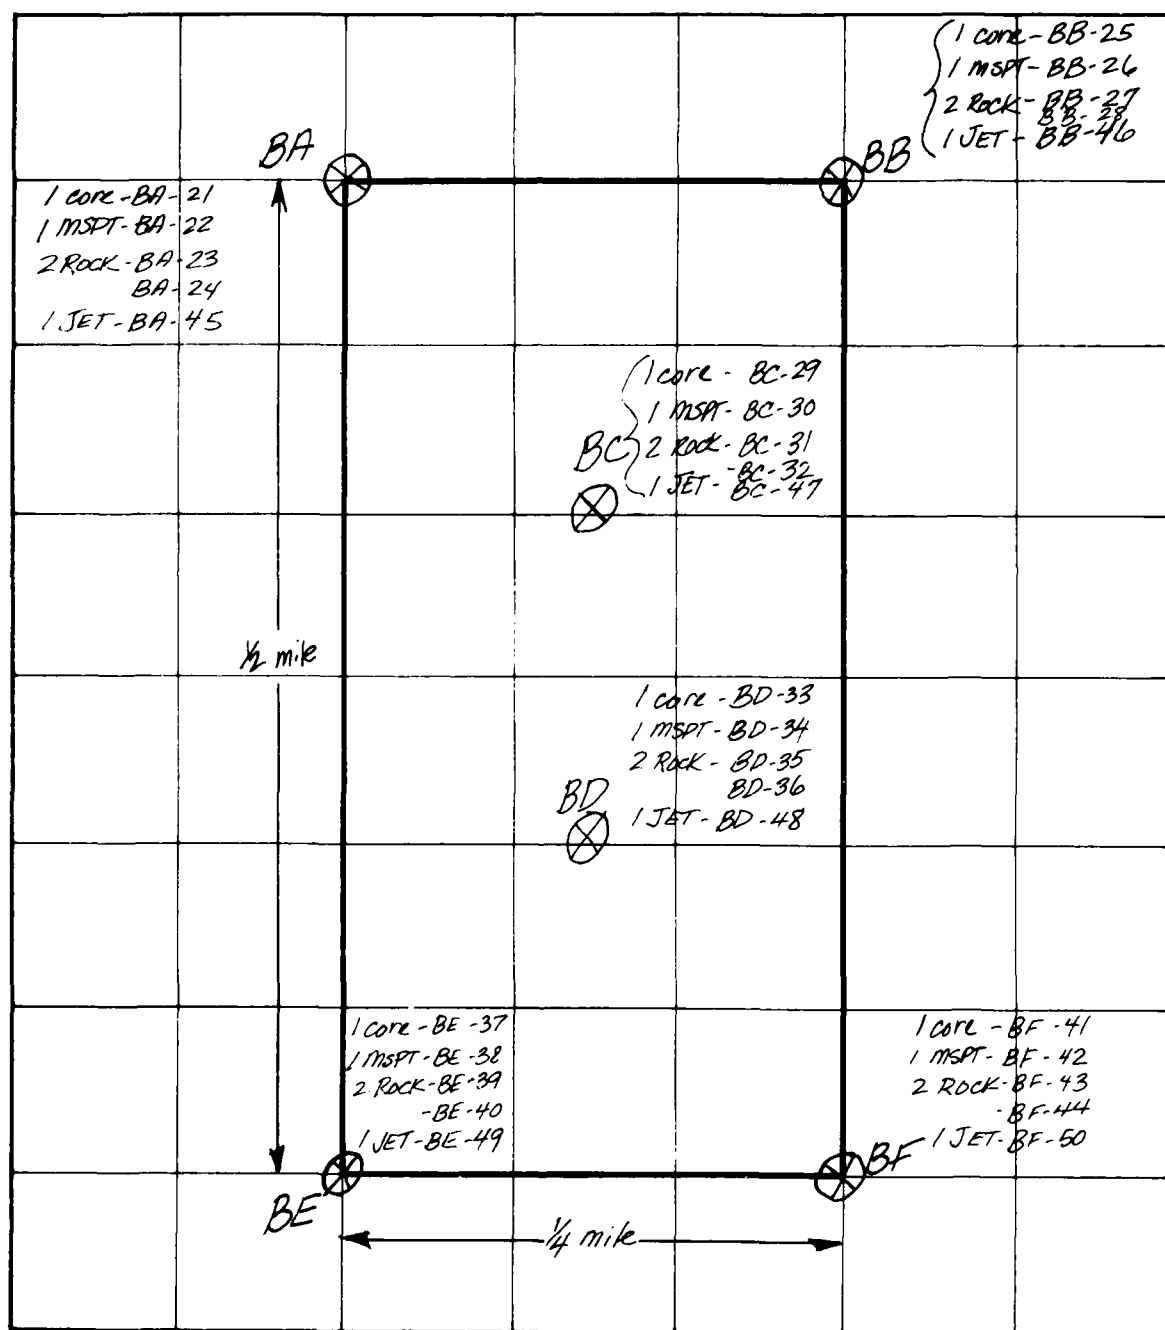 1 core - BB-25
1 MSPT - BB-26
2 Rock - BB-27
BB-28
1 JET - BB-46
BA
BB
1 core - BA-21
1 MSPT - BA-22
2 ROCK - BA-23
BA-24
1 JET - BA-45
1 core - BC-29
1 MSPT - BC-30
BC
2 Rock - BC-31
-BC-32
1 JET - BC-47
1/2 mile
1 core - BD-33
1 MSPT - BD-34
2 Rock - BD-35
BD-36
BD
1 JET - BD-48
1 core - BE-37
1 MSPT - BE-38
2 Rock - BE-39
-BE-40
1 JET - BE-49
1 core - BF-41
1 MSPT - BF-42
2 ROCK - BF-43
-BF-44
1 JET - BF-50
BF
BE
1/4 mile